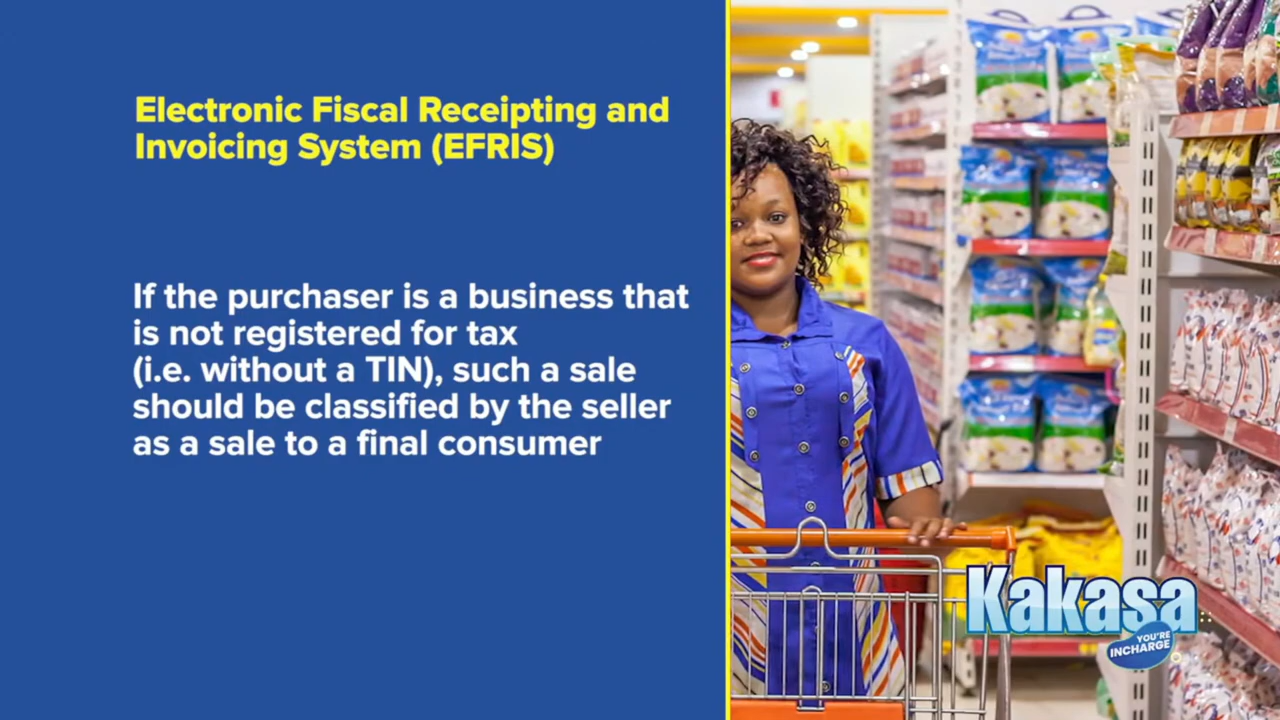 Electronic Fiscal Receipting and
Invoicing System (EFRIS)
If the purchaser is a business that
is not registered for tax
(i.e. without a TIN), such a sale
should be classified by the seller
as a sale to a final consumer
Kakasa
YOU'RE
INCHARGE